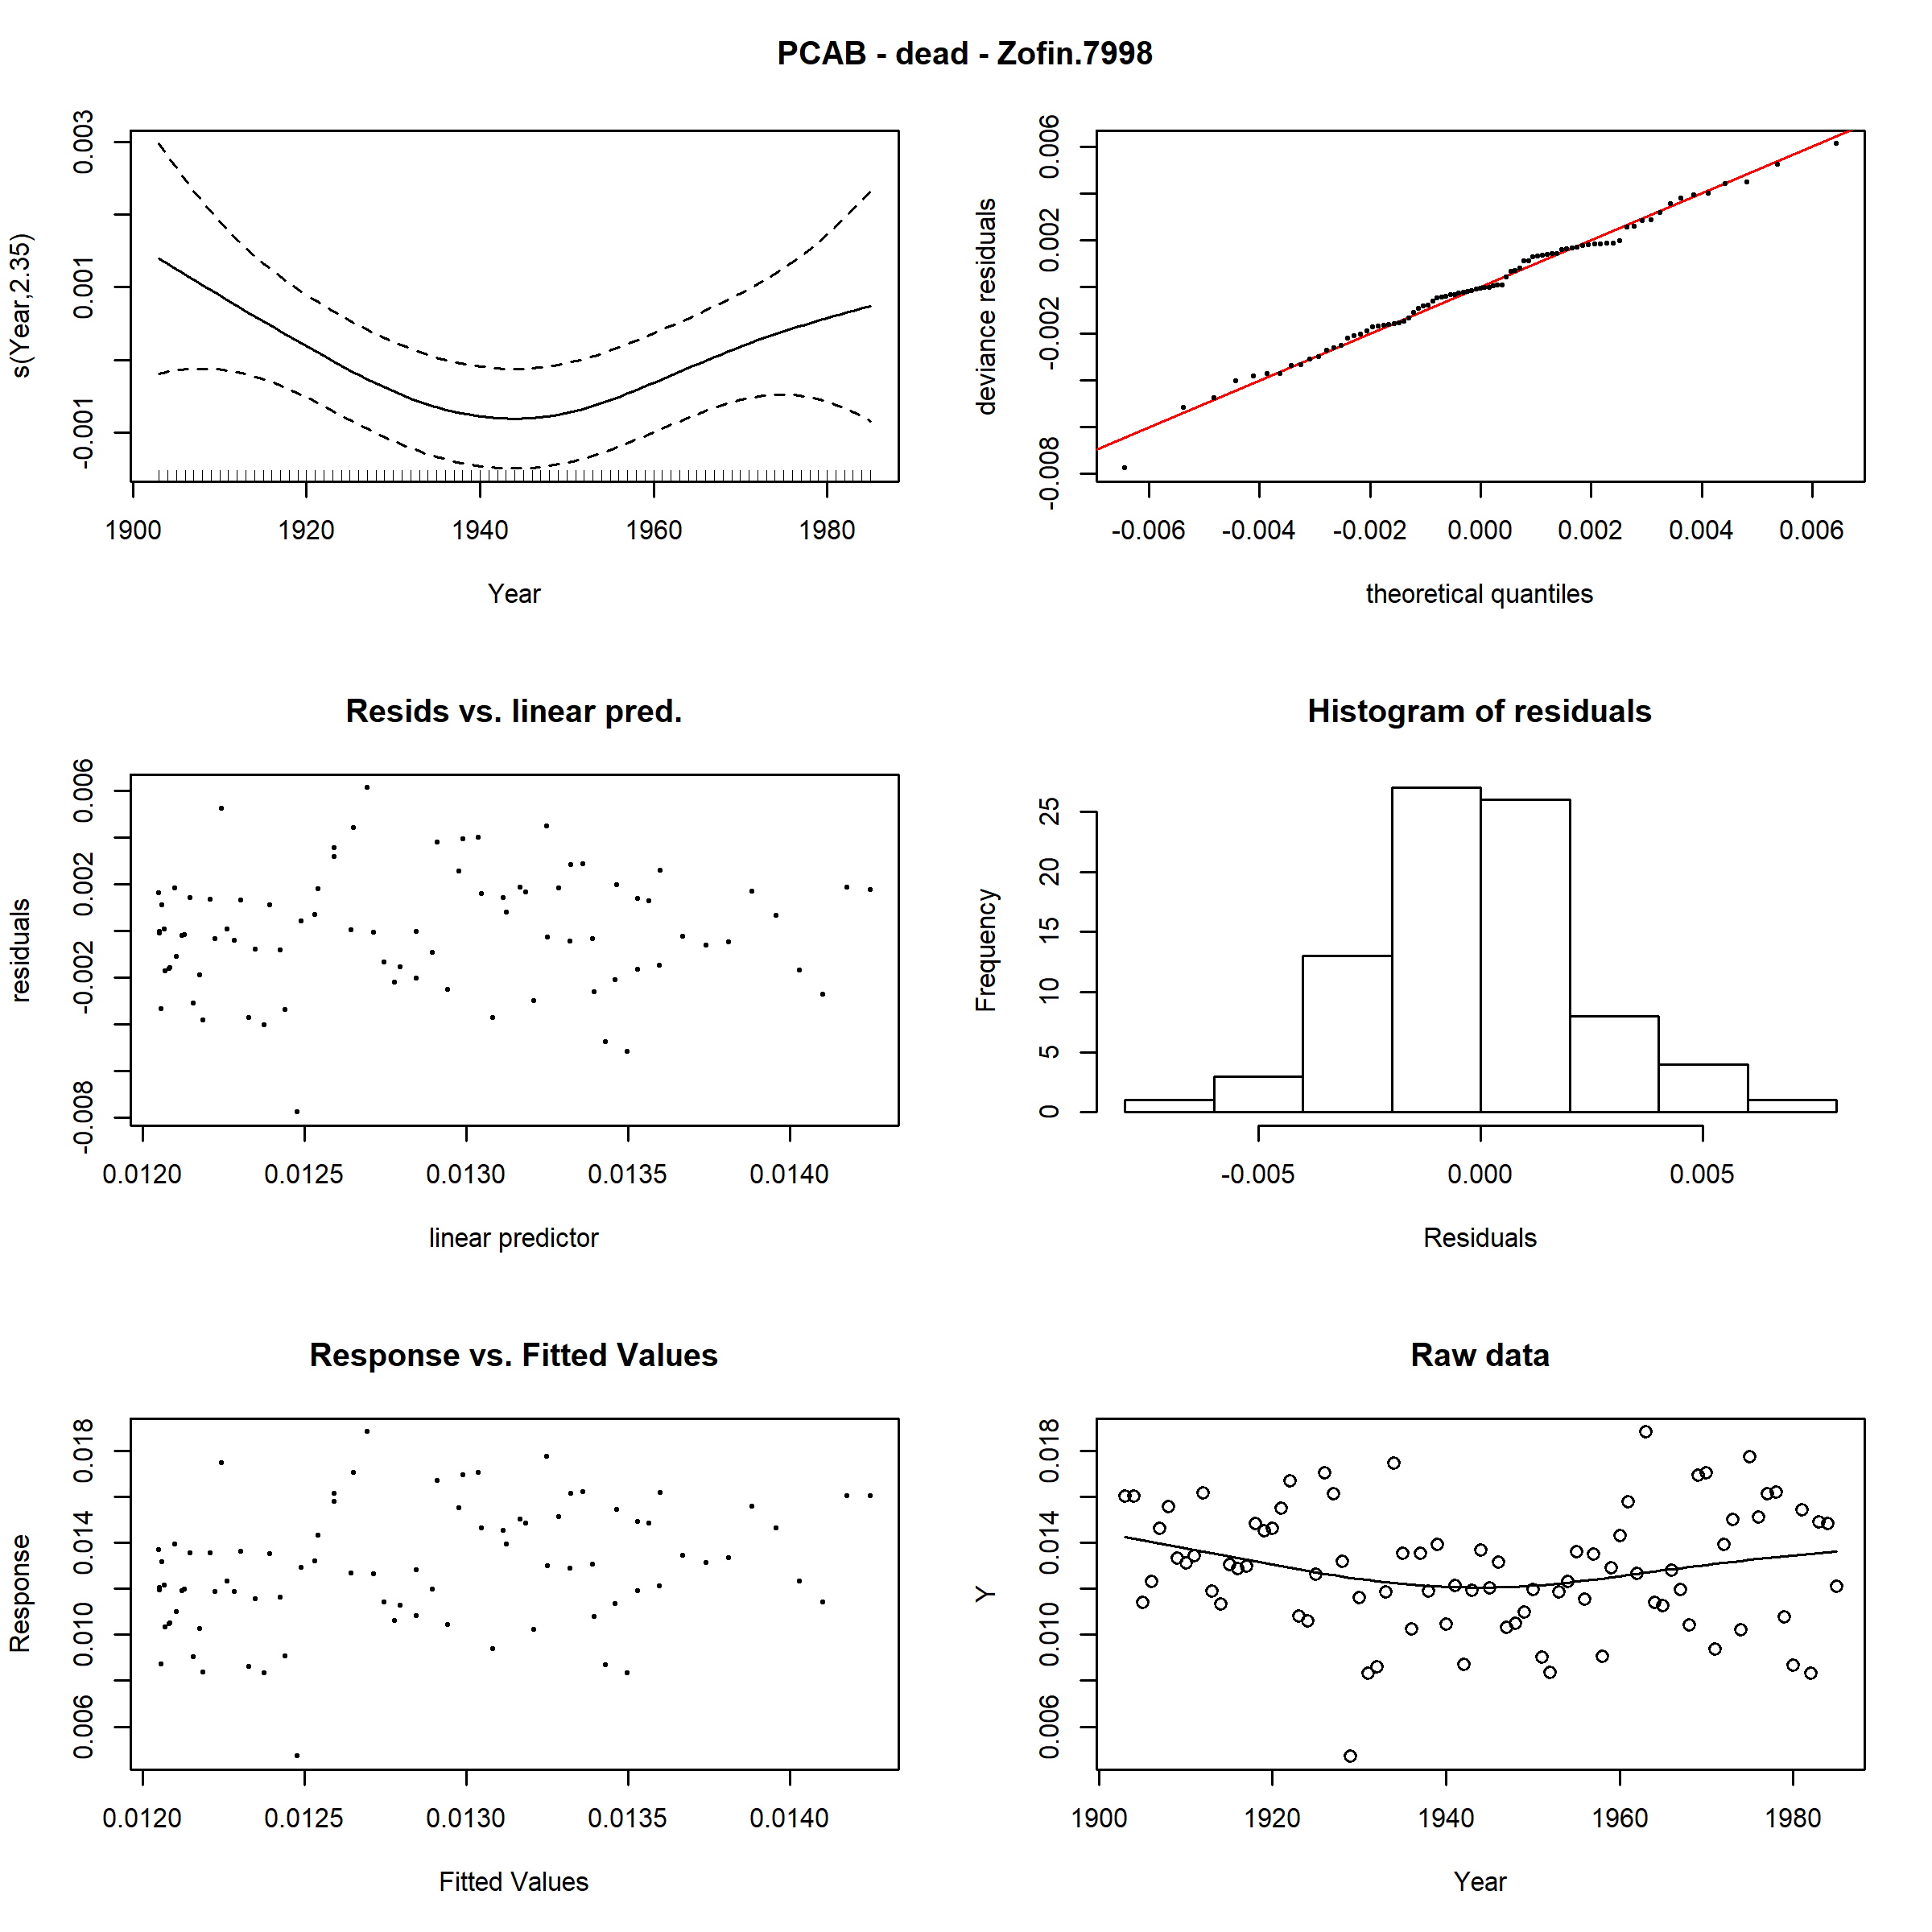 PCAB - dead - Zofin.7998
s(Year,2.35)
-0.001 0.001 0.003
1900 1920 1940 1960 1980
Year
deviance residuals
-0.008 -0.002 0.002 0.006
-0.006 -0.004 -0.002 0.000 0.002 0.004 0.006
theoretical quantiles
Resids vs. linear pred.
residuals
-0.008 -0.002 0.002 0.006
0.0120 0.0125 0.0130 0.0135 0.0140
linear predictor
Histogram of residuals
Frequency
0 5 10 15 20 25
-0.005 0.000 0.005
Residuals
Response vs. Fitted Values
Response
0.006 0.010 0.014 0.018
0.0120 0.0125 0.0130 0.0135 0.0140
Fitted Values
Raw data
Y
0.006 0.010 0.014 0.018
1900 1920 1940 1960 1980
Year